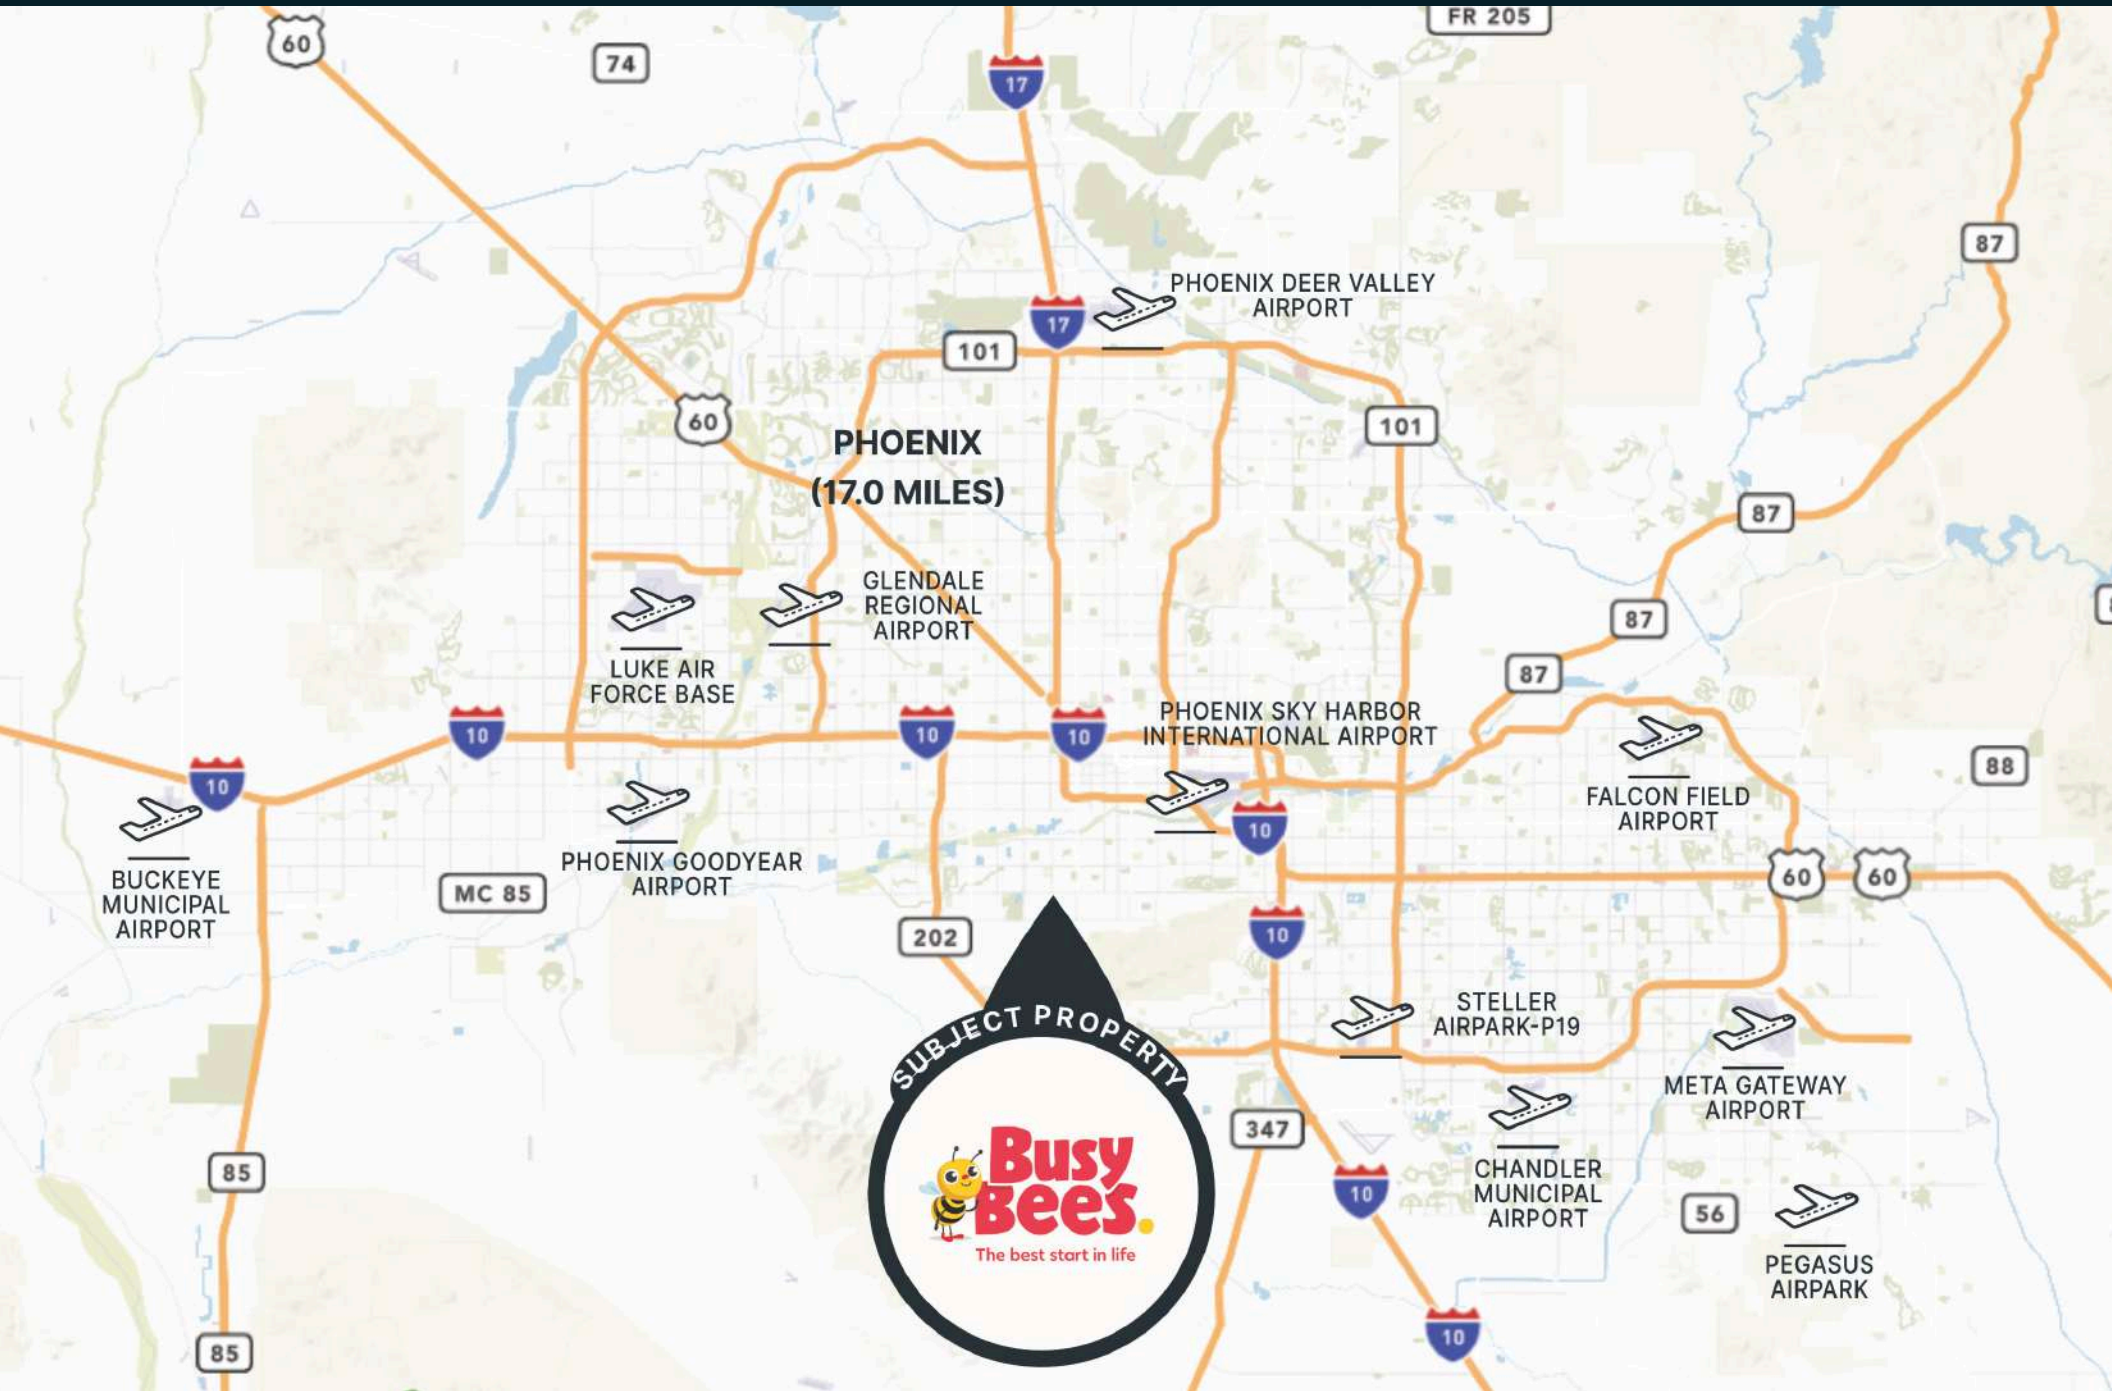 FR 205
60
74
17
87
PHOENIX DEER VALLEY
AIRPORT
17
101
60
101
PHOENIX
(17.0 MILES)
87
GLENDALE
REGIONAL
AIRPORT
87
LUKE AIR
FORCE BASE
87
PHOENIX SKY HARBOR
INTERNATIONAL AIRPORT
10
10
10
10
88
FALCON FIELD
AIRPORT
10
PHOENIX GOODYEAR
AIRPORT
BUCKEYE
MUNICIPAL
AIRPORT
MC 85
60
60
202
10
STELLER
AIRPARK-P19
SUBJECT PROPERTY
META GATEWAY
AIRPORT
347
Busy
Bees.
The best start in life
85
10
CHANDLER
MUNICIPAL
AIRPORT
56
PEGASUS
AIRPARK
10
85